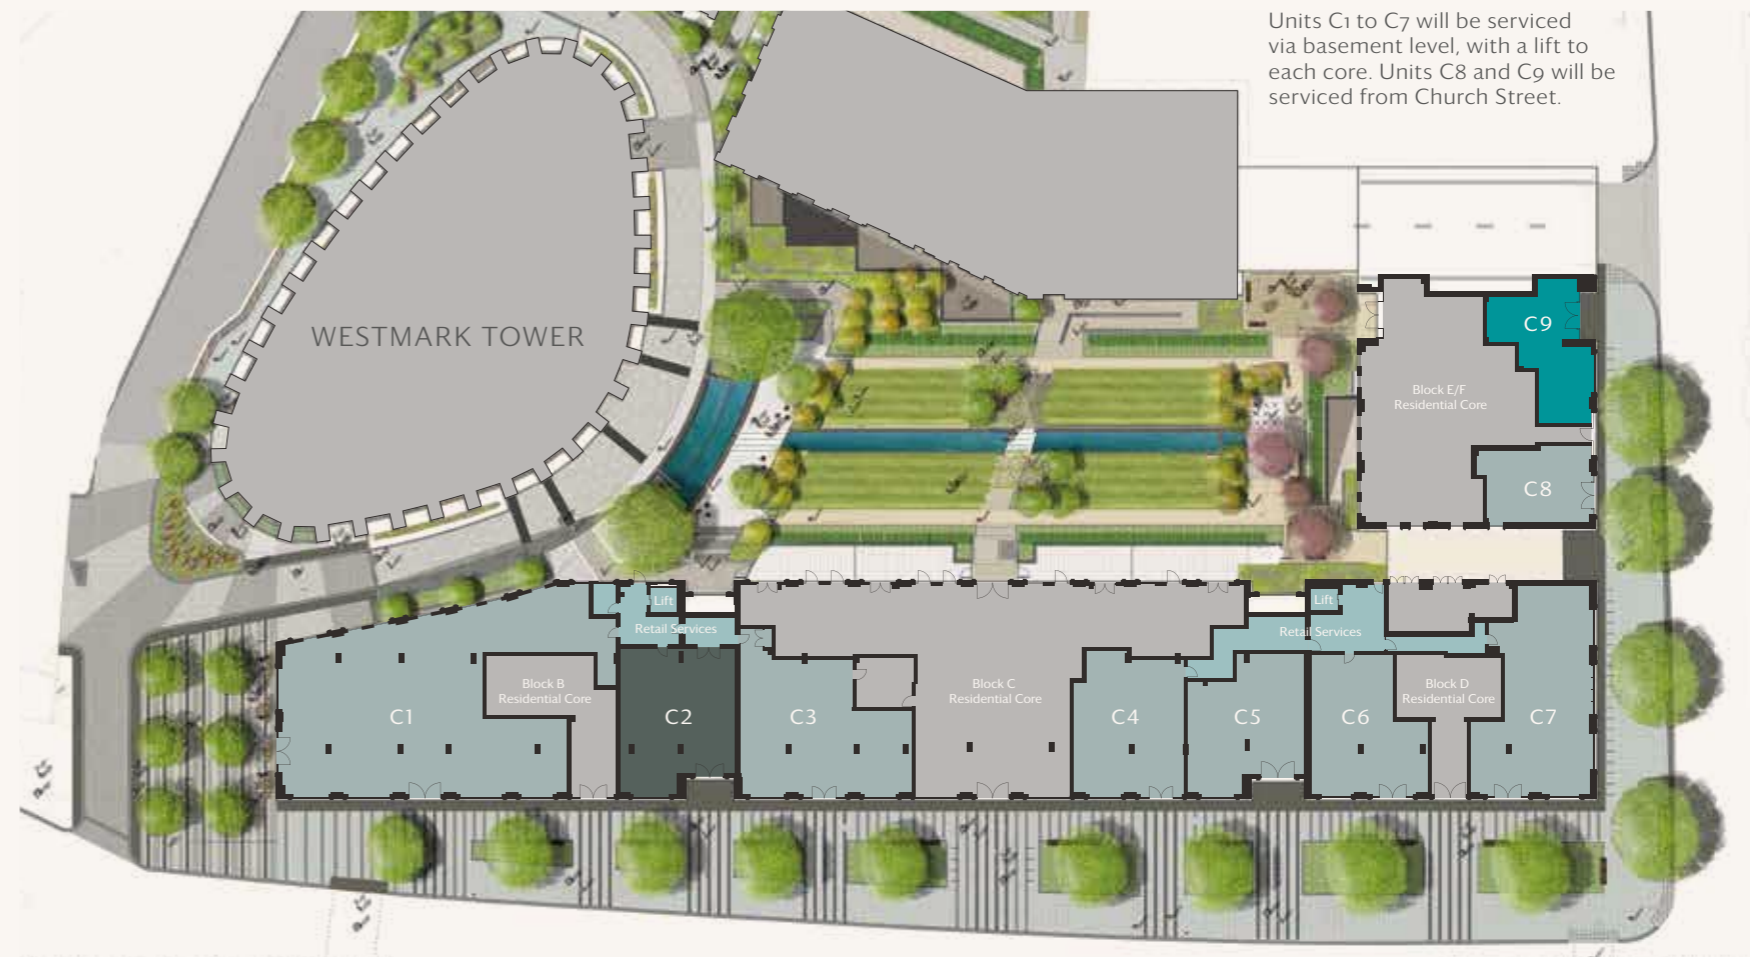 Units C1 to C7 will be serviced
via basement level, with a lift to
each core. Units C8 and C9 will be
serviced from Church Street.
WESTMARK TOWER
C9
Block E/F
Residential Core
C8
Lift
Retail Services
Lift
Retail Services
Block B
Residential Core
C1
C2
C3
Block C
Residential Core
C4
C5
C6
Block D
Residential Core
C7